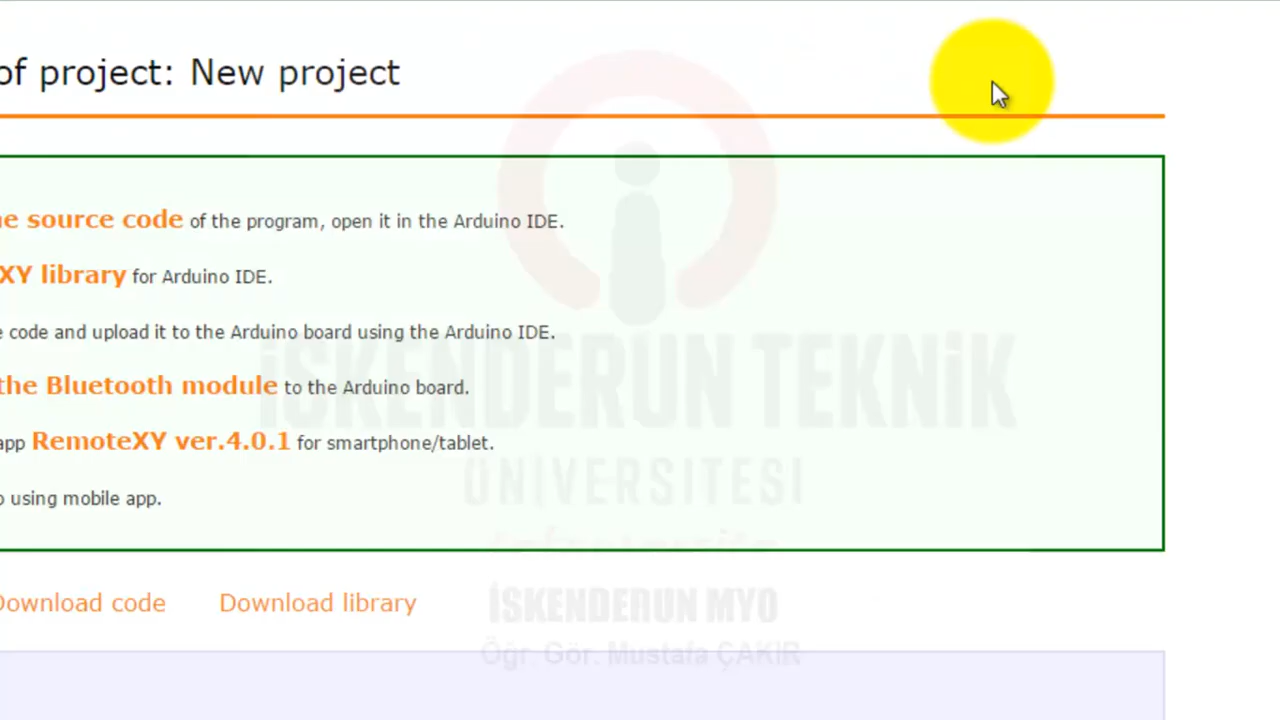 of project: New project
e source code of the program, open it in the Arduino IDE.
XY library for Arduino IDE.
code and upload it to the Arduino board using the Arduino IDE.
the Bluetooth module to the Arduino board.
app RemoteXY ver.4.0.1 for smartphone/tablet.
using mobile app.
Download code Download library
İSKENDERUN TEKNİK
ÜNİVERSİTESİ
İSKENDERUN MYO
Öğr. Gör. Mustafa ÇAKIR